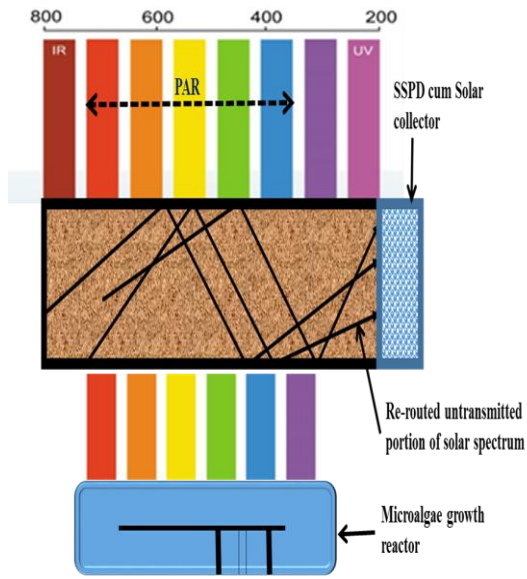 800 600 400 200
IR
UV
PAR
SSPD cum Solar
collector
Re-routed untransmitted
portion of solar spectrum
Microalgae growth
reactor